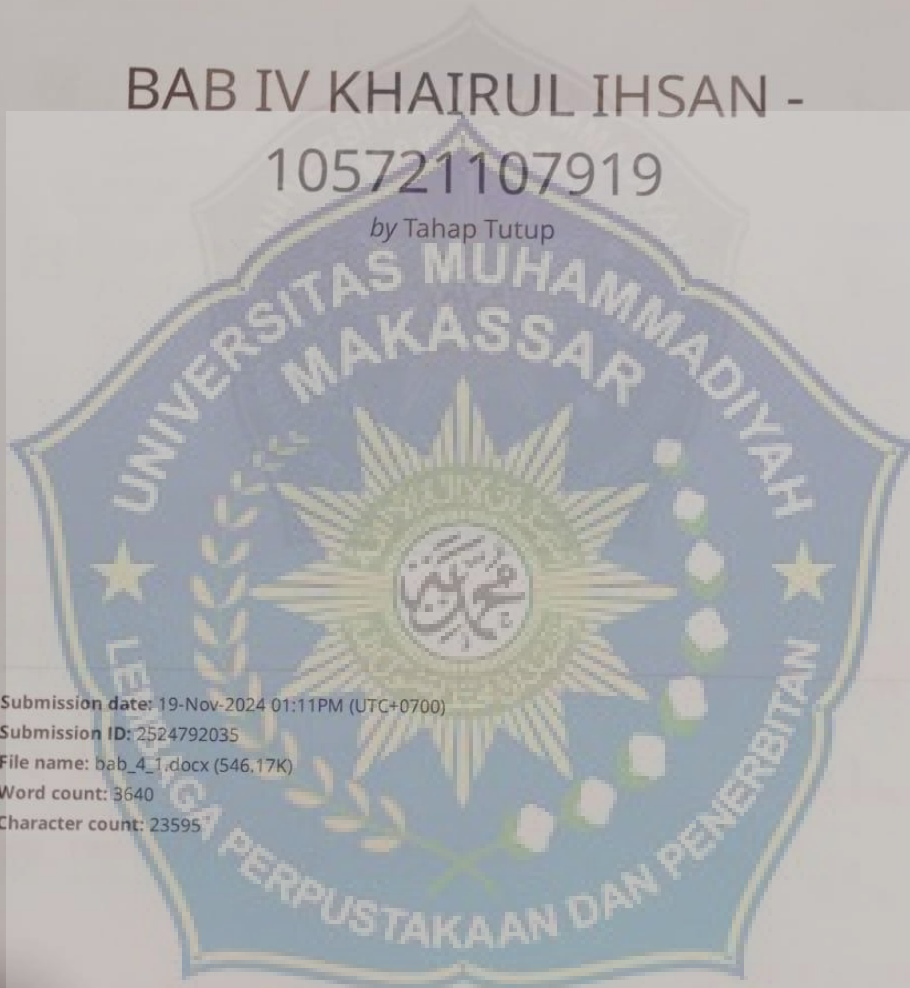 BAB IV KHAIRUL IHSAN -
105721107919
by Tahap Tutup
UNIVERSITAS MUHAMMADIYAH
MAKASSAR
محمدية
LEMBAGA PERPUSTAKAAN DAN PENERBITAN
Submission date: 19-Nov-2024 01:11PM (UTC+0700)
Submission ID: 2524792035
File name: bab_4_1.docx (546.17K)
Word count: 3640
Character count: 23595